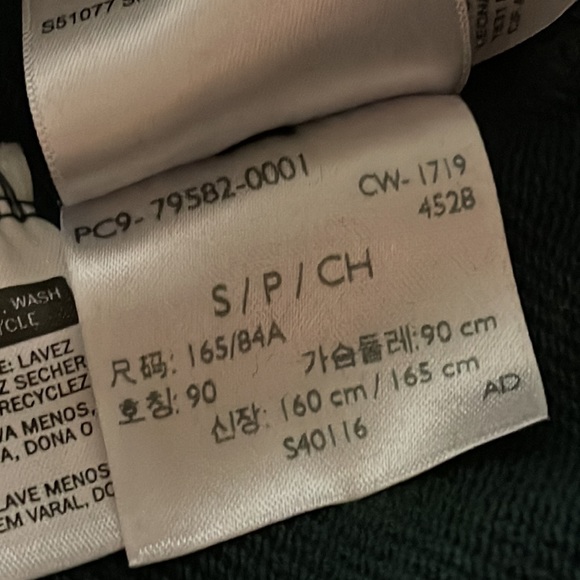 S51077
PC9-79582-0001
CW-1719
452B
S / P / CH
尺码: 165/84A
가슴둘레:90 cm
호칭: 90
신장: 160 cm / 165 cm
AD
S40116
. WASH
YCLE
E: LAVEZ
Z SECHER
RECYCLEZ
VA MENOS,
A, DONA O
LAVE MENOS
EM VARAL, DO